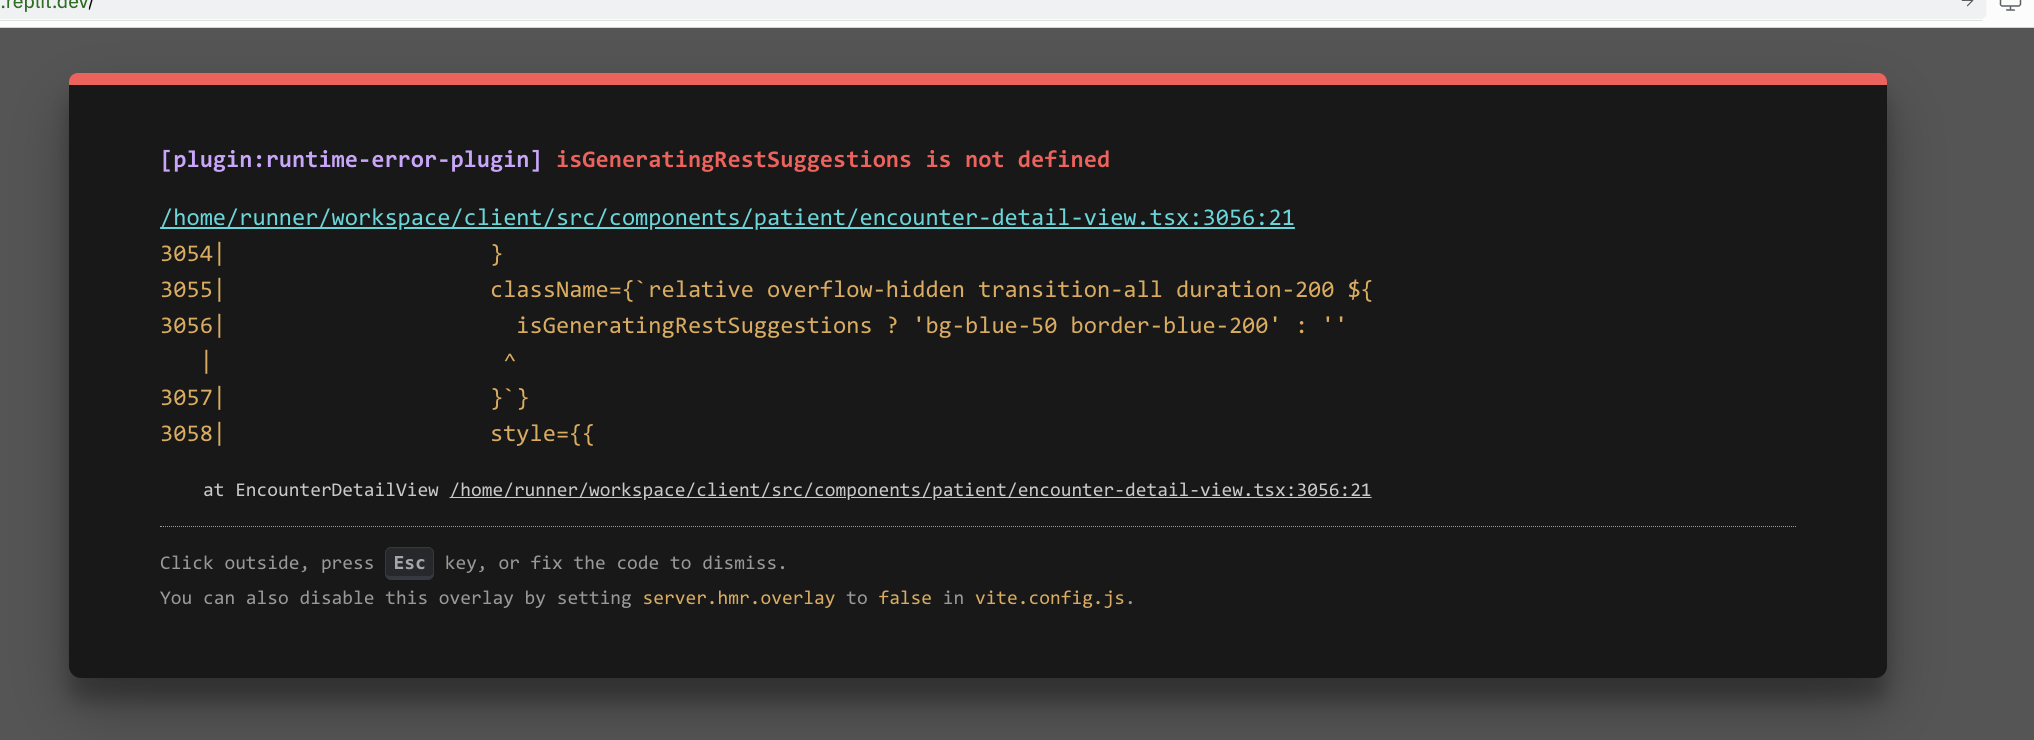 .replit.dev/
[plugin:runtime-error-plugin] isGeneratingRestSuggestions is not defined
/home/runner/workspace/client/src/components/patient/encounter-detail-view.tsx:3056:21
3054|                     }
3055|                     className={`relative overflow-hidden transition-all duration-200 ${
3056|                       isGeneratingRestSuggestions ? 'bg-blue-50 border-blue-200' : ''
   |                      ^
3057|                     }`}
3058|                     style={{
at EncounterDetailView /home/runner/workspace/client/src/components/patient/encounter-detail-view.tsx:3056:21
Click outside, press Esc key, or fix the code to dismiss.
You can also disable this overlay by setting server.hmr.overlay to false in vite.config.js.